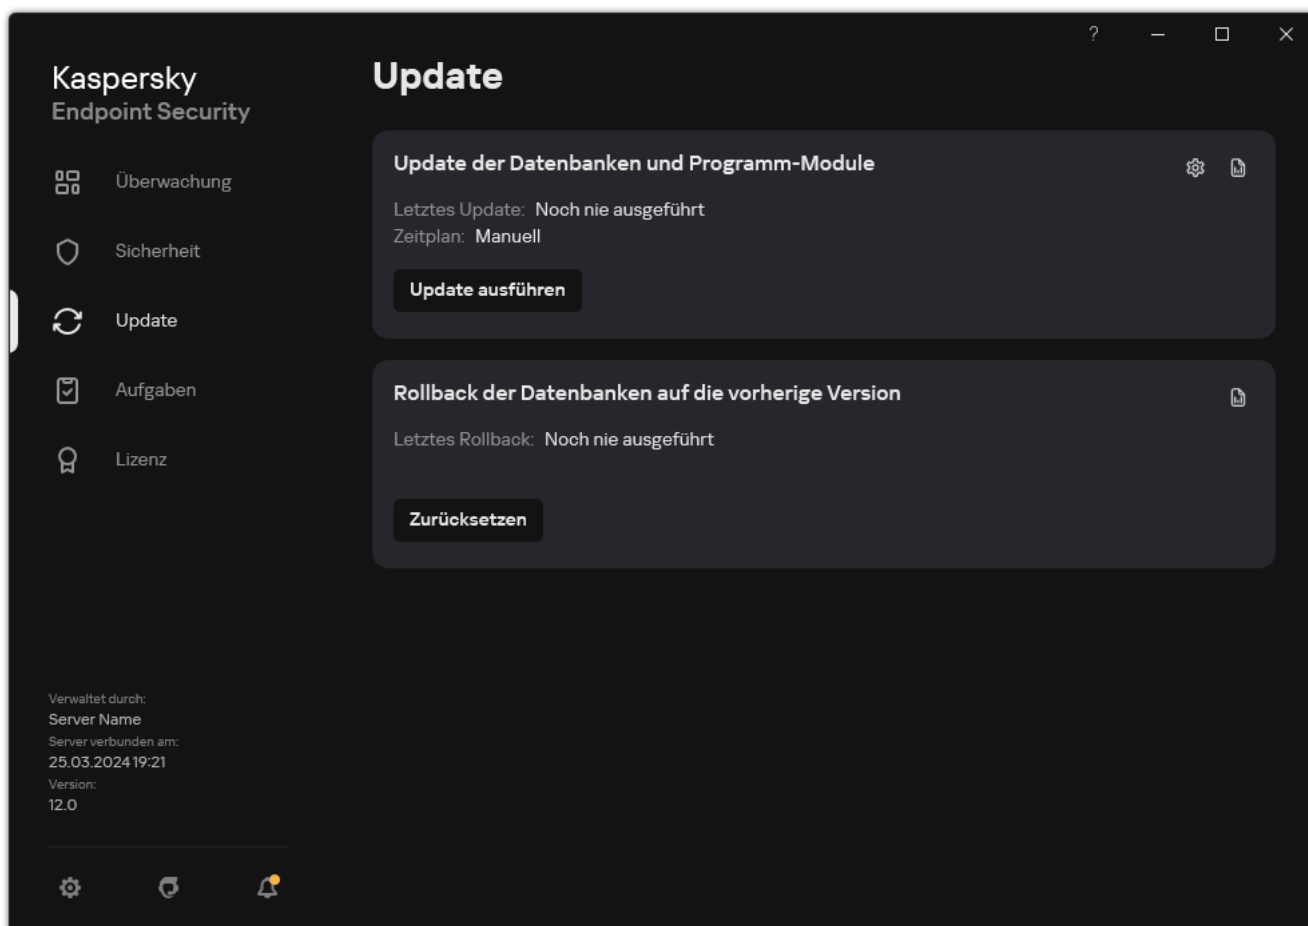 ?
Kaspersky
Endpoint Security
Überwachung
Sicherheit
Update
Aufgaben
Lizenz
Verwaltet durch:
Server Name
Server verbunden am:
25.03.2024 19:21
Version:
12.0
Update
Update der Datenbanken und Programm-Module
Letztes Update: Noch nie ausgeführt
Zeitplan: Manuell
Update ausführen
Rollback der Datenbanken auf die vorherige Version
Letztes Rollback: Noch nie ausgeführt
Zurücksetzen